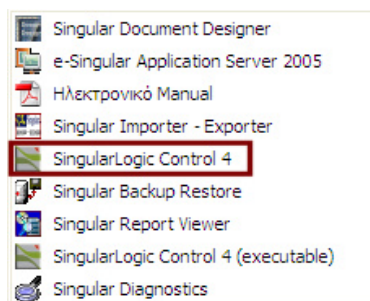 Singular Document Designer
e-Singular Application Server 2005
Ηλεκτρονικό Manual
Singular Importer - Exporter
SingularLogic Control 4
Singular Backup Restore
Singular Report Viewer
SingularLogic Control 4 (executable)
Singular Diagnostics